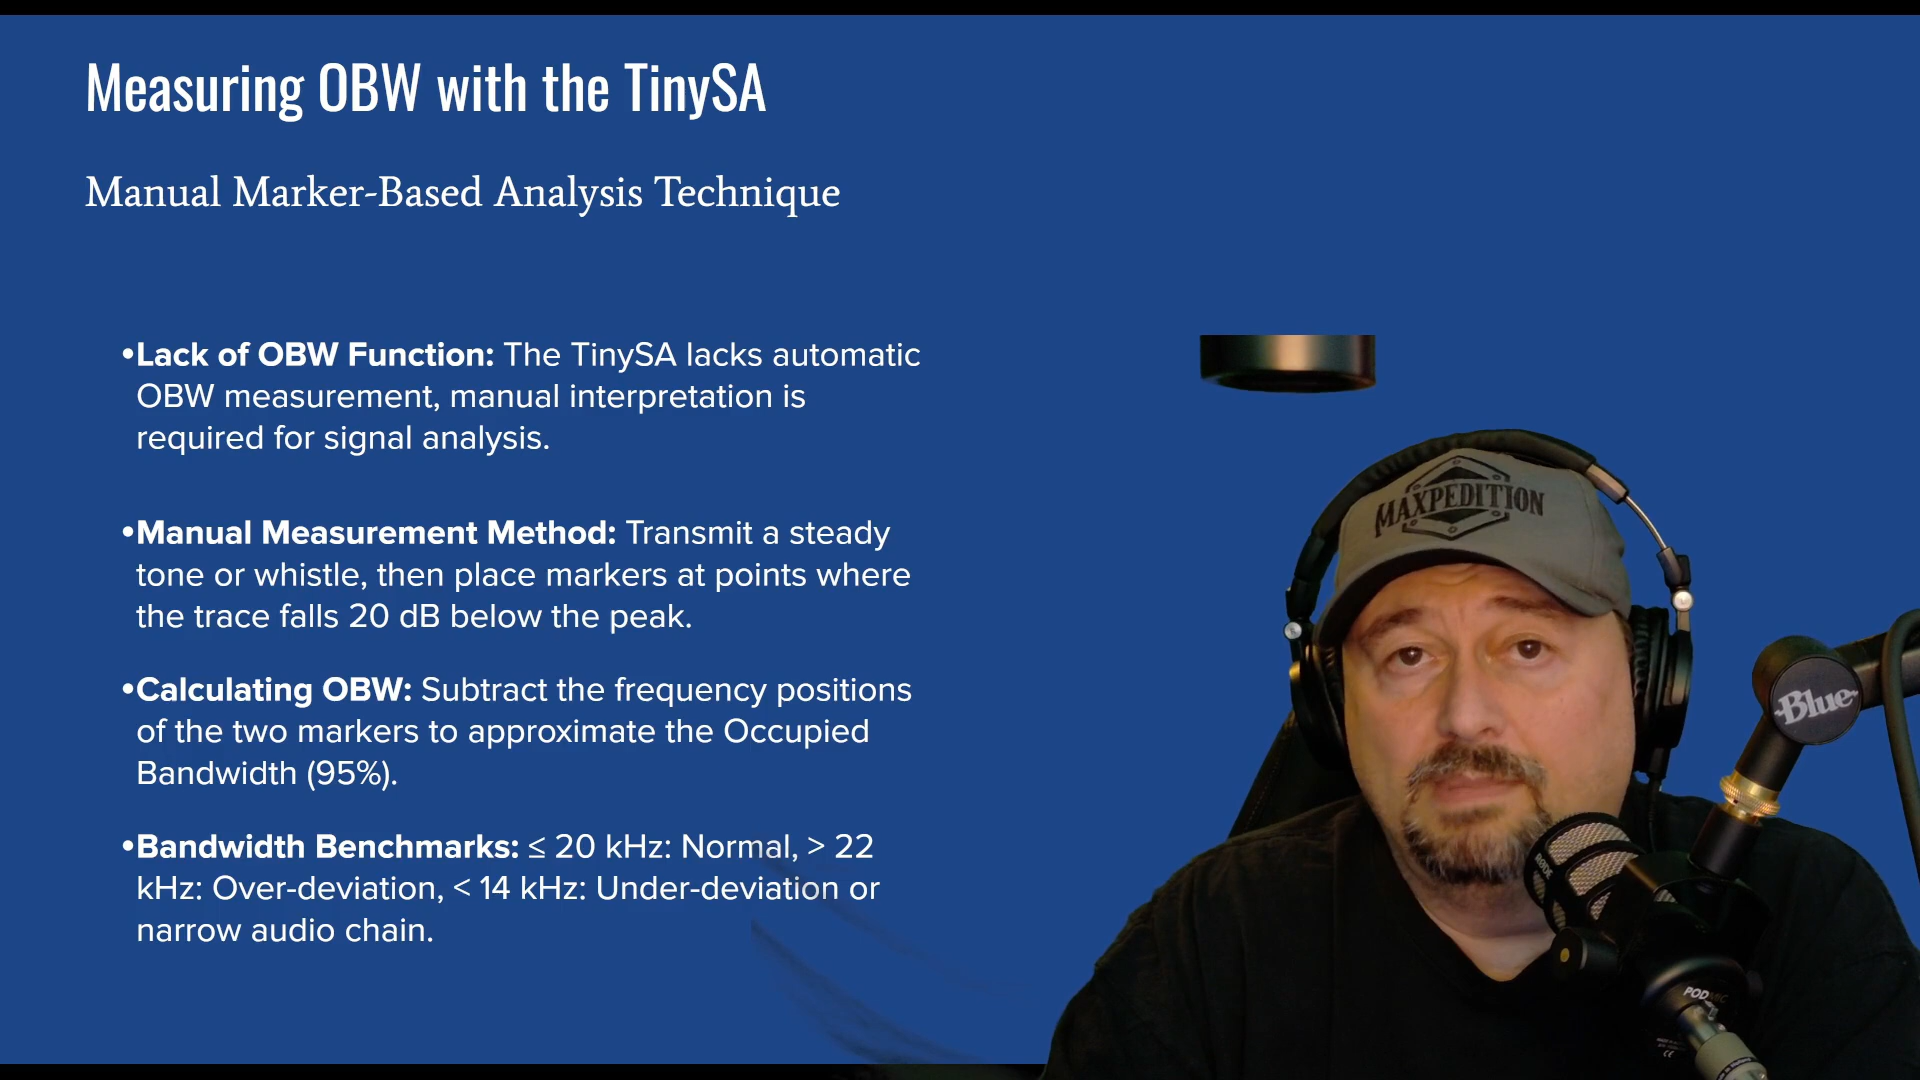 Measuring OBW with the TinySA
Manual Marker-Based Analysis Technique
•Lack of OBW Function: The TinySA lacks automatic
OBW measurement, manual interpretation is
required for signal analysis.
•Manual Measurement Method: Transmit a steady
tone or whistle, then place markers at points where
the trace falls 20 dB below the peak.
•Calculating OBW: Subtract the frequency positions
of the two markers to approximate the Occupied
Bandwidth (95%).
•Bandwidth Benchmarks: ≤ 20 kHz: Normal, > 22
kHz: Over-deviation, < 14 kHz: Under-deviation or
narrow audio chain.
MAXPEDITION
Blue
RODE
PODMIC